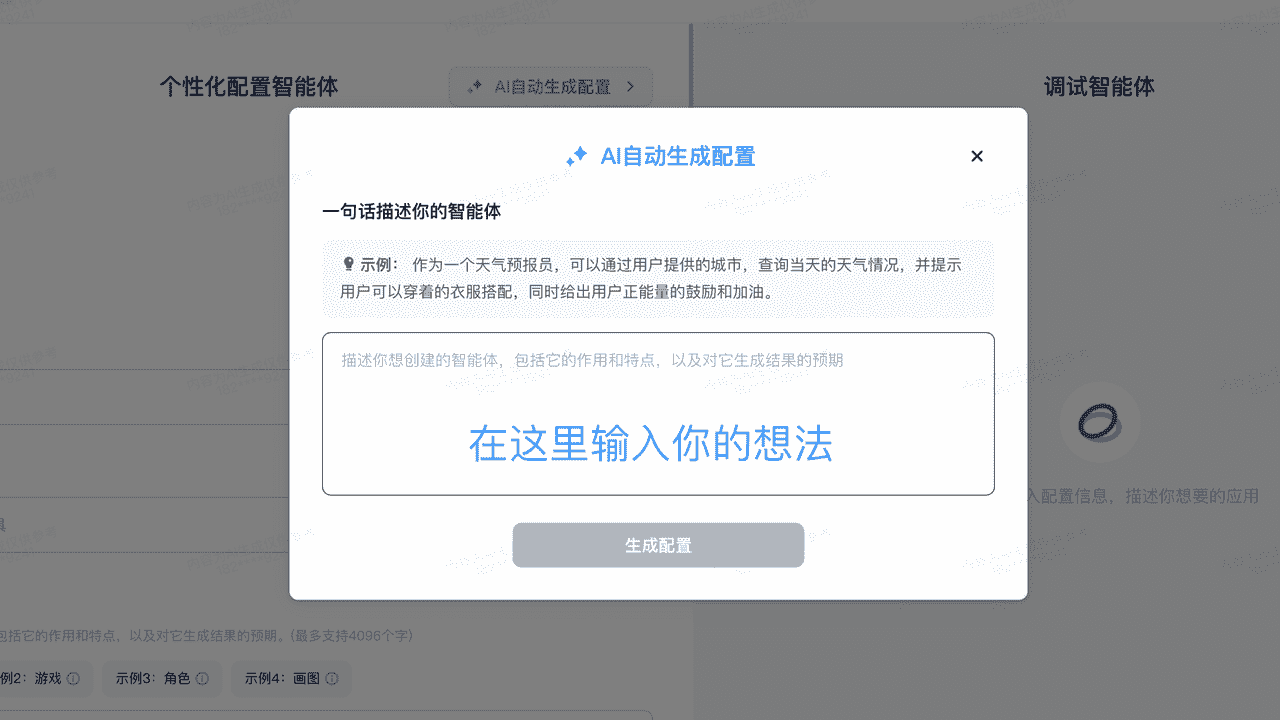 个性化配置智能体
AI自动生成配置
调试智能体
AI自动生成配置
一句话描述你的智能体
示例： 作为一个天气预报员，可以通过用户提供的城市，查询当天的天气情况，并提示
用户可以穿着的衣服搭配，同时给出用户正能量的鼓励和加油。
描述你想创建的智能体，包括它的作用和特点，以及对它生成结果的预期
在这里输入你的想法
入配置信息，描述你想要的应用
生成配置
包括它的作用和特点，以及对它生成结果的预期。(最多支持4096个字)
例2：游戏
示例3：角色
示例4：画图